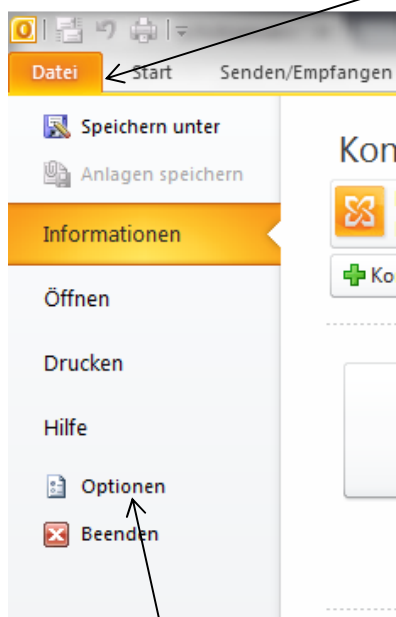 Datei Start Senden/Empfangen
Speichern unter
Anlagen speichern
Informationen
Öffnen
Drucken
Hilfe
Optionen
Beenden
Kon
Ko